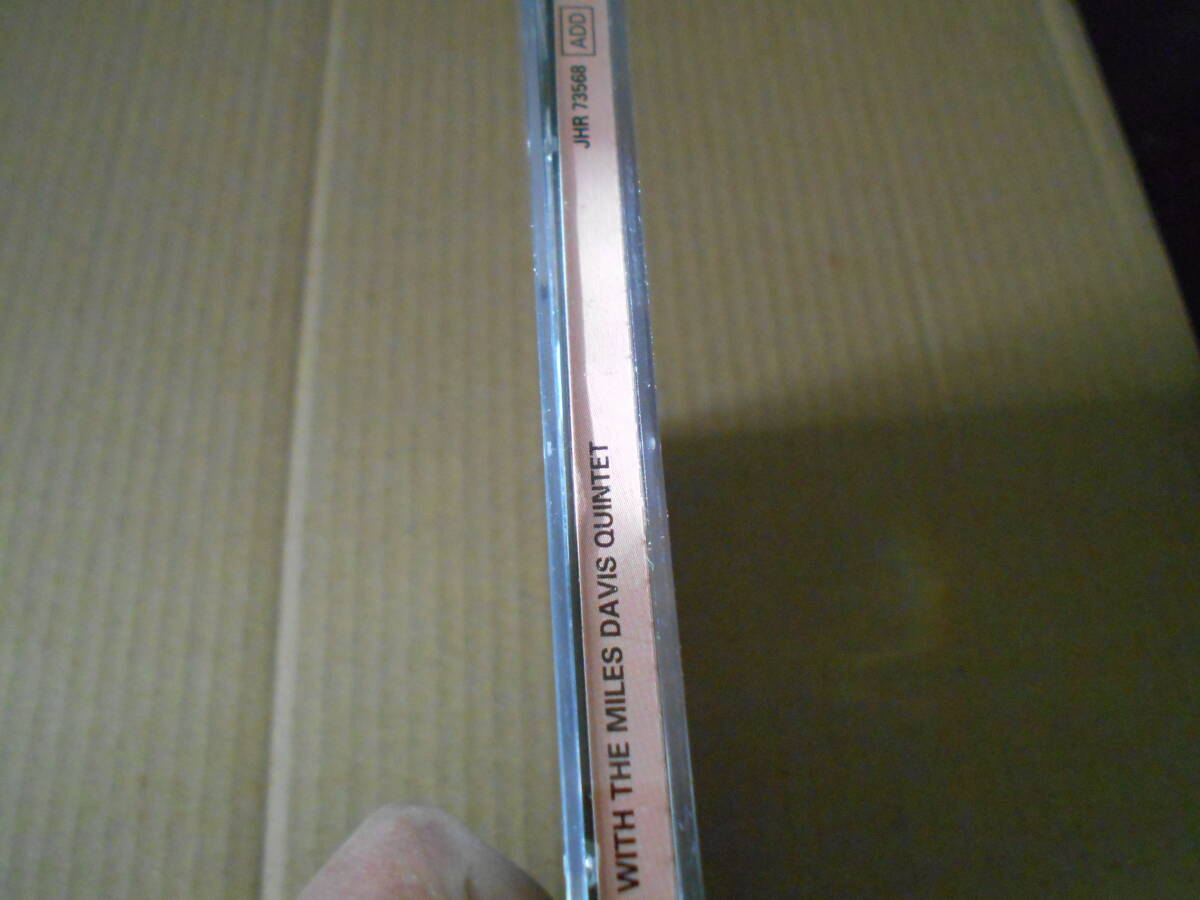 WITH THE MILES DAVIS QUINTET
JHR 73568 ADD